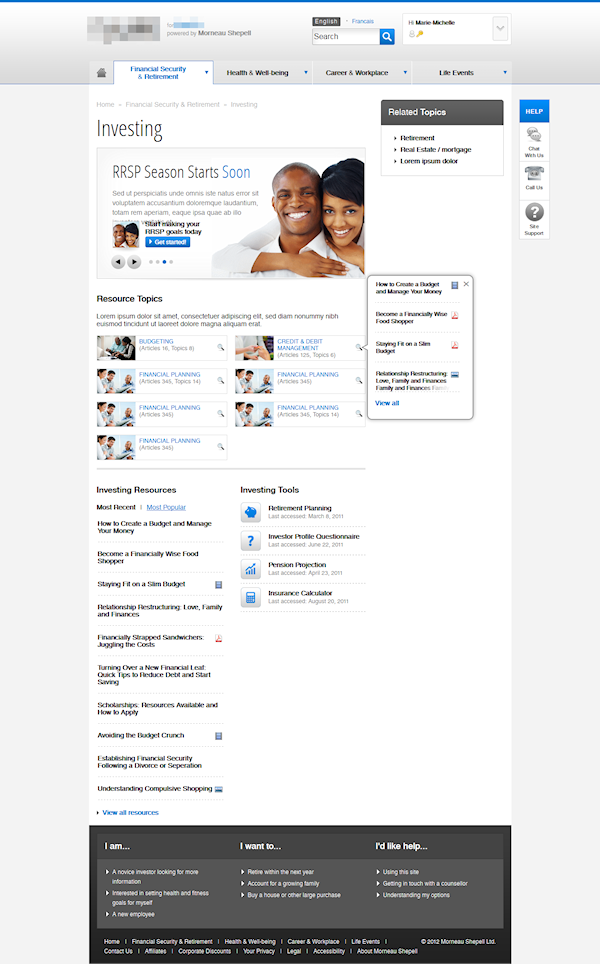 for
powered by Morneau Shepell
English
Francais
Search
Hi Marie-Michelle
Financial Security & Retirement
Health & Well-being
Career & Workplace
Life Events
Home - Financial Security & Retirement - Investing
Investing
RRSP Season Starts Soon
Sed ut perspiciatis unde omnis iste natus error sit
voluptatem accusantium doloremque laudantium,
totam rem aperiam, eaque ipsa quae ab illo
Start making your
RRSP goals today
Get started!
Related Topics
Retirement
Real Estate / mortgage
Lorem ipsum dolor
HELP
Chat
With Us
Call Us
Site
Support
Resource Topics
Lorem ipsum dolor sit amet, consectetuer adipiscing elit, sed diam nonummy nibh
euismod tincidunt ut laoreet dolore magna aliquam erat.
BUDGETING
(Articles 16, Topics 8)
CREDIT & DEBIT
MANAGEMENT
(Articles 125, Topics 6)
FINANCIAL PLANNING
(Articles 345, Topics 14)
FINANCIAL PLANNING
(Articles 345)
FINANCIAL PLANNING
(Articles 345)
FINANCIAL PLANNING
(Articles 345, Topics 14)
FINANCIAL PLANNING
(Articles 345)
How to Create a Budget
and Manage Your Money
Become a Financially Wise
Food Shopper
Staying Fit on a Slim
Budget
Relationship Restructuring:
Love, Family and Finances
Family and Finances
View all
Investing Resources
Most Recent | Most Popular
How to Create a Budget and Manage
Your Money
Become a Financially Wise Food
Shopper
Staying Fit on a Slim Budget
Relationship Restructuring: Love, Family
and Finances
Financially Strapped Sandwichers:
Juggling the Costs
Turning Over a New Financial Leaf:
Quick Tips to Reduce Debt and Start
Saving
Scholarships: Resources Available and
How to Apply
Avoiding the Budget Crunch
Establishing Financial Security
Following a Divorce or Seperation
Understanding Compulsive Shopping
View all resources
Investing Tools
Retirement Planning
Last accessed: March 8, 2011
Investor Profile Questionnaire
Last accessed: June 22, 2011
Pension Projection
Last accessed: April 23, 2011
Insurance Calculator
Last accessed: August 20, 2011
I am...
A novice investor looking for more
information
Interested in setting health and fitness
goals for myself
A new employee
I want to...
Retire within the next year
Account for a growing family
Buy a house or other large purchase
I'd like help...
Using this site
Getting in touch with a counsellor
Understanding my options
Home | Financial Security & Retirement | Health & Well-being | Career & Workplace | Life Events |
© 2012 Morneau Shepell Ltd.
Contact Us | Affiliates | Corporate Discounts | Your Privacy | Legal | Accessibility | About Morneau Shepell